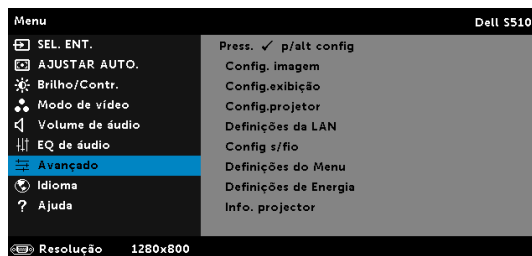 Menu Dell S510
SEL. ENT. Press. ✓ p/alt config
AJUSTAR AUTO. Config. imagem
Brilho/Contr. Config.exibição
Modo de vídeo Config.projetor
Volume de áudio Definições da LAN
EQ de áudio Config s/fio
Avançado Definições do Menu
Idioma Definições de Energia
? Ajuda Info. projector
Resolução 1280x800